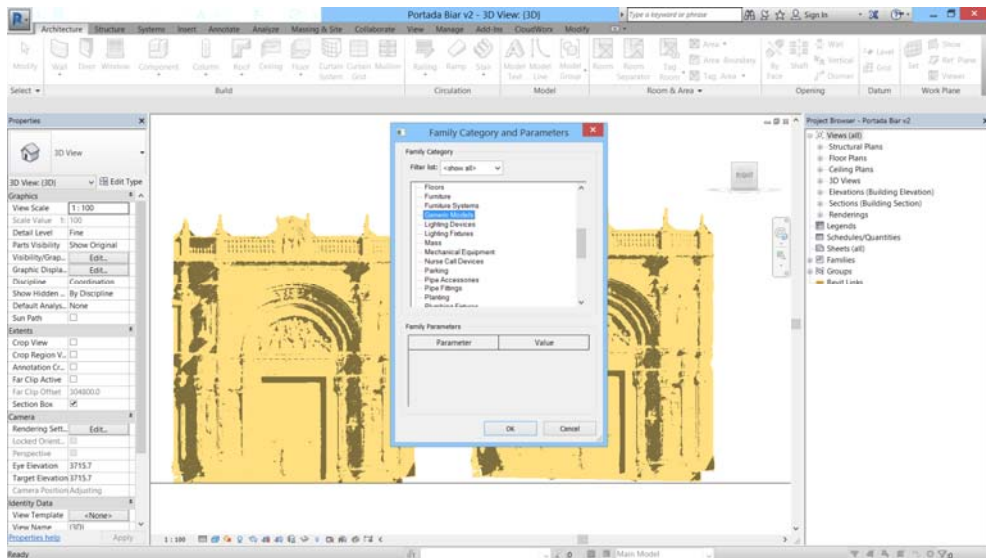 Portada Biar v2 - 3D View: {3D}
Type a keyword or phrase
Sign In
Architecture Structure Systems Insert Annotate Analyze Massing & Site Collaborate View Manage Add-Ins CloudWorx Modify
Modify Wall Door Window Component Column Roof Ceiling Floor Curtain System Curtain Grid Mullion Railing Ramp Stair Model Text Model Line Model Group Room Room Separator Tag Room Area Area Boundary Tag Area By Face Shaft Wall Vertical Dormer Level Grid Set Show Ref Plane Viewer
Select Build Circulation Model Room & Area Opening Datum Work Plane
Properties
3D View
3D View: {3D} Edit Type
Graphics
View Scale 1 : 100
Scale Value 1: 100
Detail Level Fine
Parts Visibility Show Original
Visibility/Grap... Edit...
Graphic Displa... Edit...
Discipline Coordination
Show Hidden ... By Discipline
Default Analys... None
Sun Path
Extents
Crop View
Crop Region V...
Annotation Cr...
Far Clip Active
Far Clip Offset 304800.0
Section Box
Camera
Rendering Sett... Edit...
Locked Orient...
Perspective
Eye Elevation 3715.7
Target Elevation 3715.7
Camera Position Adjusting
Identity Data
View Template <None>
View Name {3D}
Properties help Apply
Family Category and Parameters
Family Category
Filter list: <show all>
Floors
Furniture
Furniture Systems
Generic Models
Lighting Devices
Lighting Fixtures
Mass
Mechanical Equipment
Nurse Call Devices
Parking
Pipe Accessories
Pipe Fittings
Planting
Plumbing Fixtures
Family Parameters
Parameter Value
OK Cancel
RIGHT
Project Browser - Portada Biar v2
Views (all)
Structural Plans
Floor Plans
Ceiling Plans
3D Views
Elevations (Building Elevation)
Sections (Building Section)
Renderings
Legends
Schedules/Quantities
Sheets (all)
Families
Groups
Revit Links
1 : 100
Ready
:0 Main Model
:0